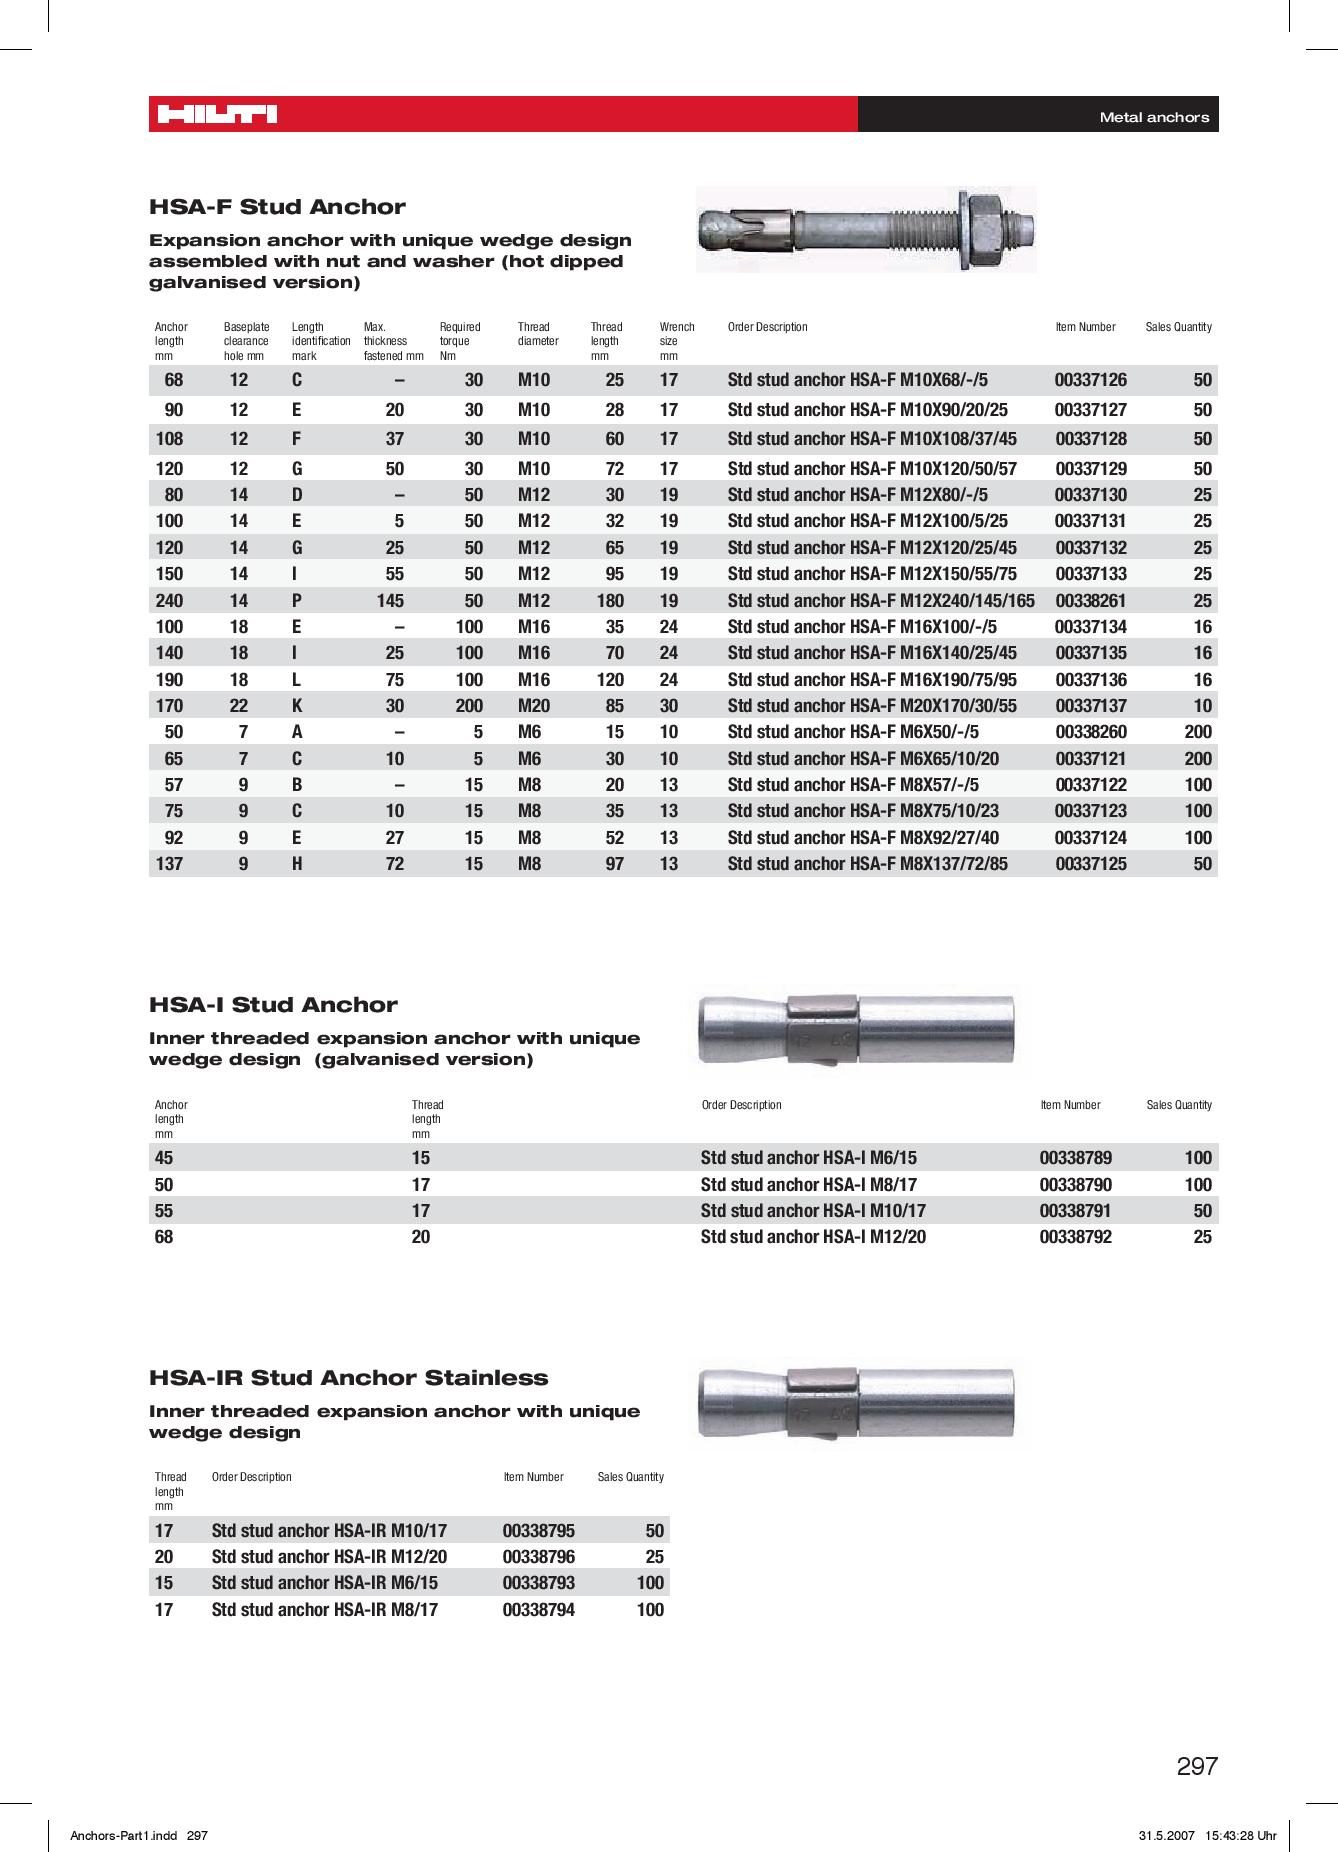 HILTI
Metal anchors
HSA-F Stud Anchor
Expansion anchor with unique wedge design
assembled with nut and washer (hot dipped
galvanised version)
Anchor length mm Baseplate clearance hole mm Length identification mark Max. thickness fastened mm Required torque Nm Thread diameter Thread length mm Wrench size mm Order Description Item Number Sales Quantity
68 12 C – 30 M10 25 17 Std stud anchor HSA-F M10X68/-/5 00337126 50
90 12 E 20 30 M10 28 17 Std stud anchor HSA-F M10X90/20/25 00337127 50
108 12 F 37 30 M10 60 17 Std stud anchor HSA-F M10X108/37/45 00337128 50
120 12 G 50 30 M10 72 17 Std stud anchor HSA-F M10X120/50/57 00337129 50
80 14 D – 50 M12 30 19 Std stud anchor HSA-F M12X80/-/5 00337130 25
100 14 E 5 50 M12 32 19 Std stud anchor HSA-F M12X100/5/25 00337131 25
120 14 G 25 50 M12 65 19 Std stud anchor HSA-F M12X120/25/45 00337132 25
150 14 I 55 50 M12 95 19 Std stud anchor HSA-F M12X150/55/75 00337133 25
240 14 P 145 50 M12 180 19 Std stud anchor HSA-F M12X240/145/165 00338261 25
100 18 E – 100 M16 35 24 Std stud anchor HSA-F M16X100/-/5 00337134 16
140 18 I 25 100 M16 70 24 Std stud anchor HSA-F M16X140/25/45 00337135 16
190 18 L 75 100 M16 120 24 Std stud anchor HSA-F M16X190/75/95 00337136 16
170 22 K 30 200 M20 85 30 Std stud anchor HSA-F M20X170/30/55 00337137 10
50 7 A – 5 M6 15 10 Std stud anchor HSA-F M6X50/-/5 00338260 200
65 7 C 10 5 M6 30 10 Std stud anchor HSA-F M6X65/10/20 00337121 200
57 9 B – 15 M8 20 13 Std stud anchor HSA-F M8X57/-/5 00337122 100
75 9 C 10 15 M8 35 13 Std stud anchor HSA-F M8X75/10/23 00337123 100
92 9 E 27 15 M8 52 13 Std stud anchor HSA-F M8X92/27/40 00337124 100
137 9 H 72 15 M8 97 13 Std stud anchor HSA-F M8X137/72/85 00337125 50
HSA-I Stud Anchor
Inner threaded expansion anchor with unique
wedge design (galvanised version)
Anchor length mm Thread length mm Order Description Item Number Sales Quantity
45 15 Std stud anchor HSA-I M6/15 00338789 100
50 17 Std stud anchor HSA-I M8/17 00338790 100
55 17 Std stud anchor HSA-I M10/17 00338791 50
68 20 Std stud anchor HSA-I M12/20 00338792 25
HSA-IR Stud Anchor Stainless
Inner threaded expansion anchor with unique
wedge design
Thread length mm Order Description Item Number Sales Quantity
17 Std stud anchor HSA-IR M10/17 00338795 50
20 Std stud anchor HSA-IR M12/20 00338796 25
15 Std stud anchor HSA-IR M6/15 00338793 100
17 Std stud anchor HSA-IR M8/17 00338794 100
297
Anchors-Part1.indd 297
31.5.2007 15:43:28 Uhr